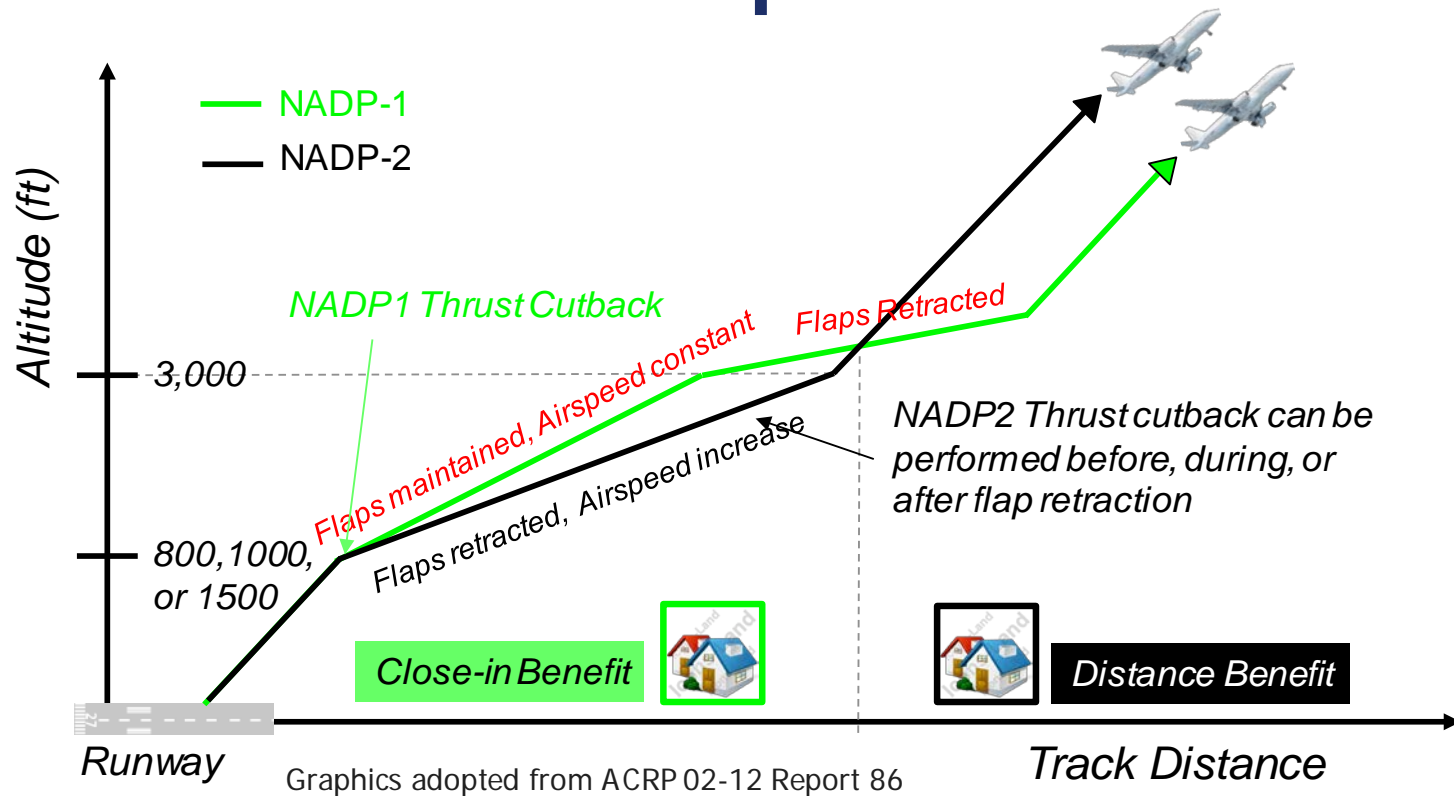 NADP-1
NADP-2
Altitude (ft)
NADP1 Thrust Cutback
Flaps maintained, Airspeed constant
Flaps Retracted
3,000
Flaps retracted, Airspeed increase
NADP2 Thrust cutback can be
performed before, during, or
after flap retraction
800,1000,
or 1500
Close-in Benefit
Distance Benefit
27
Runway
Track Distance
Graphics adopted from ACRP 02-12 Report 86